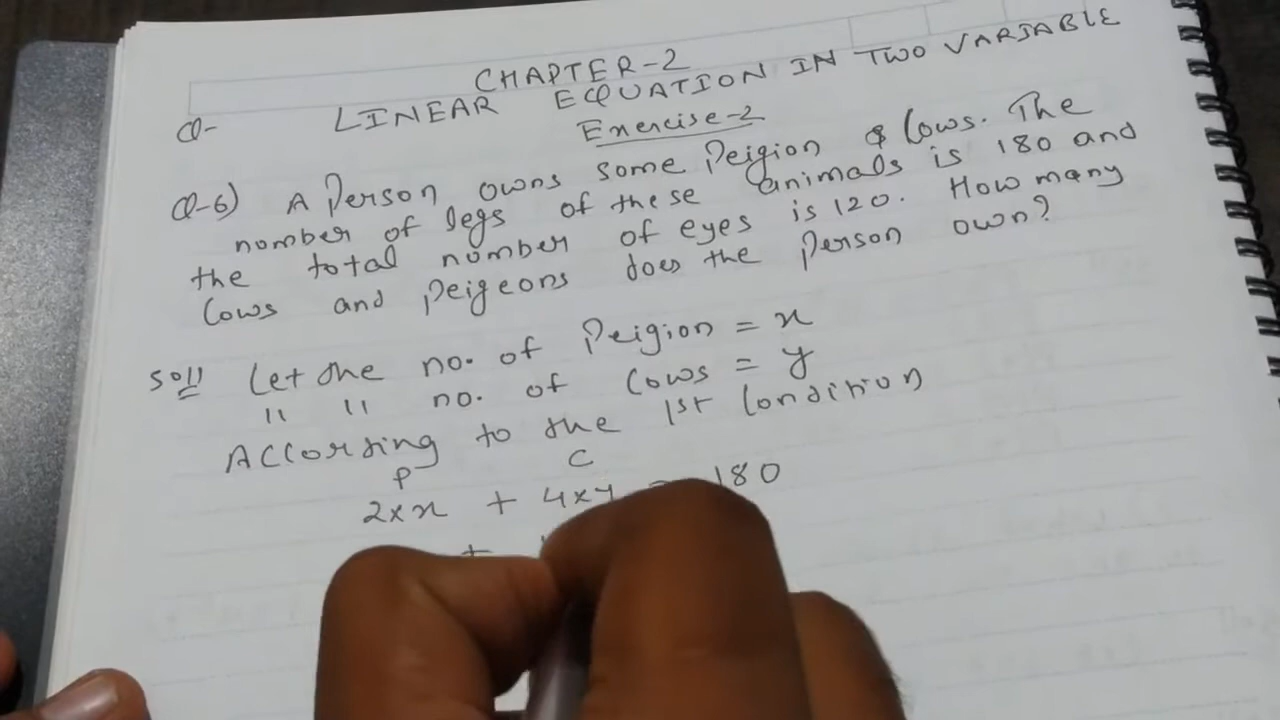 CHAPTER-2
Q- LINEAR EQUATION IN TWO VARIABLE
Exercise-2
Q-6) A Person owns some Peigion & Cows. The
number of legs of these animals is 180 and
the total number of eyes is 120. How many
Cows and Peigeons does the Person own?
Sol! Let the no. of Peigion = x
" " no. of Cows = y
According to the 1st Condition
P C
2×x + 4×y = 180
+